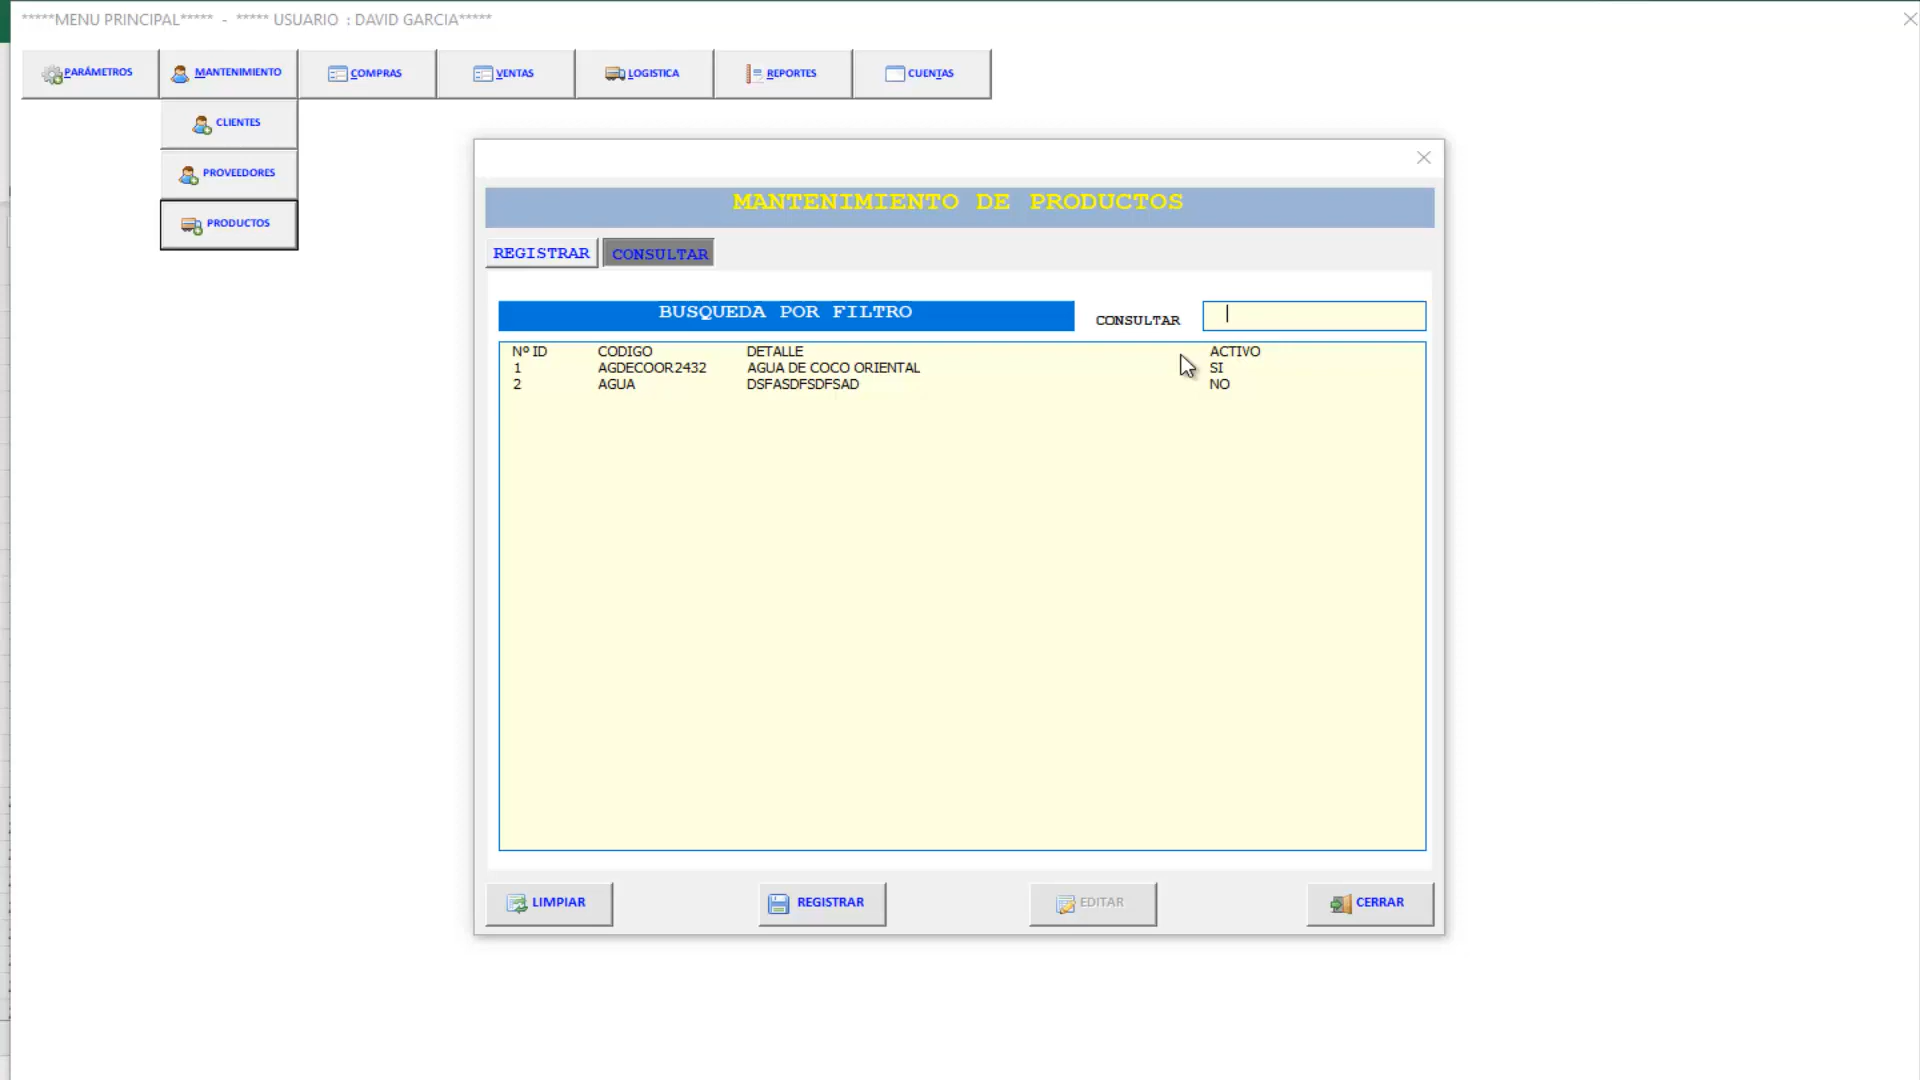 *****MENU PRINCIPAL***** - ***** USUARIO : DAVID GARCIA*****
PARÁMETROS MANTENIMIENTO COMPRAS VENTAS LOGISTICA REPORTES CUENTAS
CLIENTES
PROVEEDORES
PRODUCTOS
MANTENIMIENTO DE PRODUCTOS
REGISTRAR CONSULTAR
BUSQUEDA POR FILTRO CONSULTAR
Nº ID CODIGO DETALLE ACTIVO
1 AGDECOOR2432 AGUA DE COCO ORIENTAL SI
2 AGUA DSFASDFSDFSAD NO
LIMPIAR REGISTRAR EDITAR CERRAR